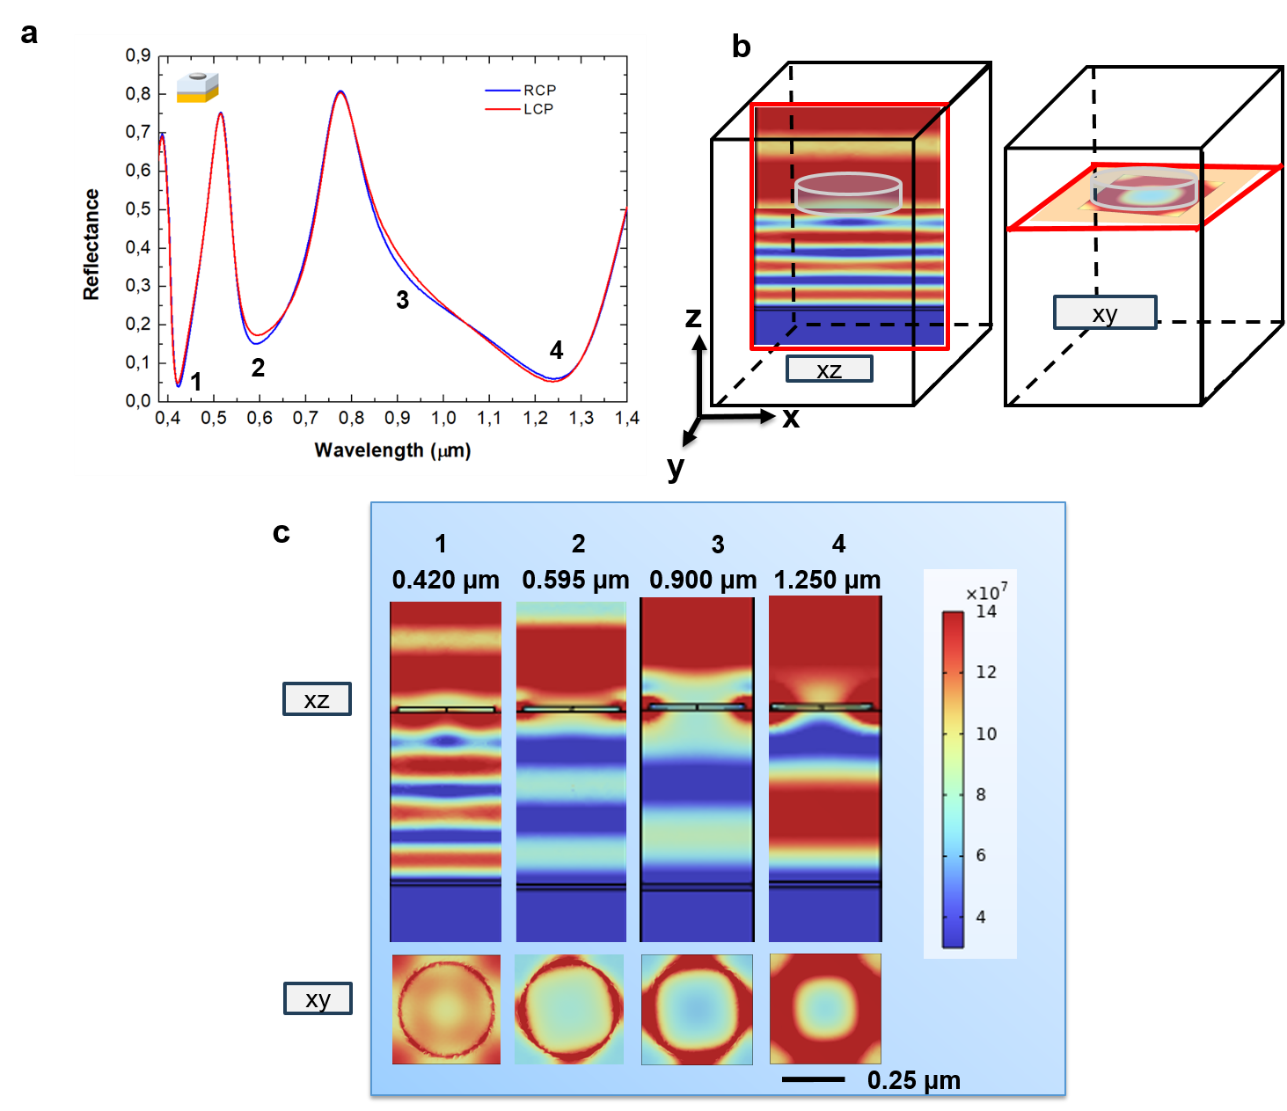 a
0,9
0,8
0,7
0,6
0,5
0,4
0,3
0,2
0,1
0,0
Reflectance
RCP
LCP
1
2
3
4
0,4 0,5 0,6 0,7 0,8 0,9 1,0 1,1 1,2 1,3 1,4
Wavelength (μm)
b
z
x
y
xz
xy
c
1 2 3 4
0.420 μm 0.595 μm 0.900 μm 1.250 μm
xz
xy
×10⁷
14
12
10
8
6
4
0.25 μm